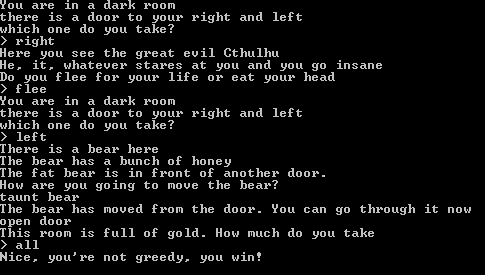 You are in a dark room
there is a door to your right and left
which one do you take?
> right
Here you see the great evil Cthulhu
He, it, whatever stares at you and you go insane
Do you flee for your life or eat your head
> flee
You are in a dark room
there is a door to your right and left
which one do you take?
> left
There is a bear here
The bear has a bunch of honey
The fat bear is in front of another door.
How are you going to move the bear?
taunt bear
The bear has moved from the door. You can go through it now
open door
This room is full of gold. How much do you take
> all
Nice, you're not greedy, you win!